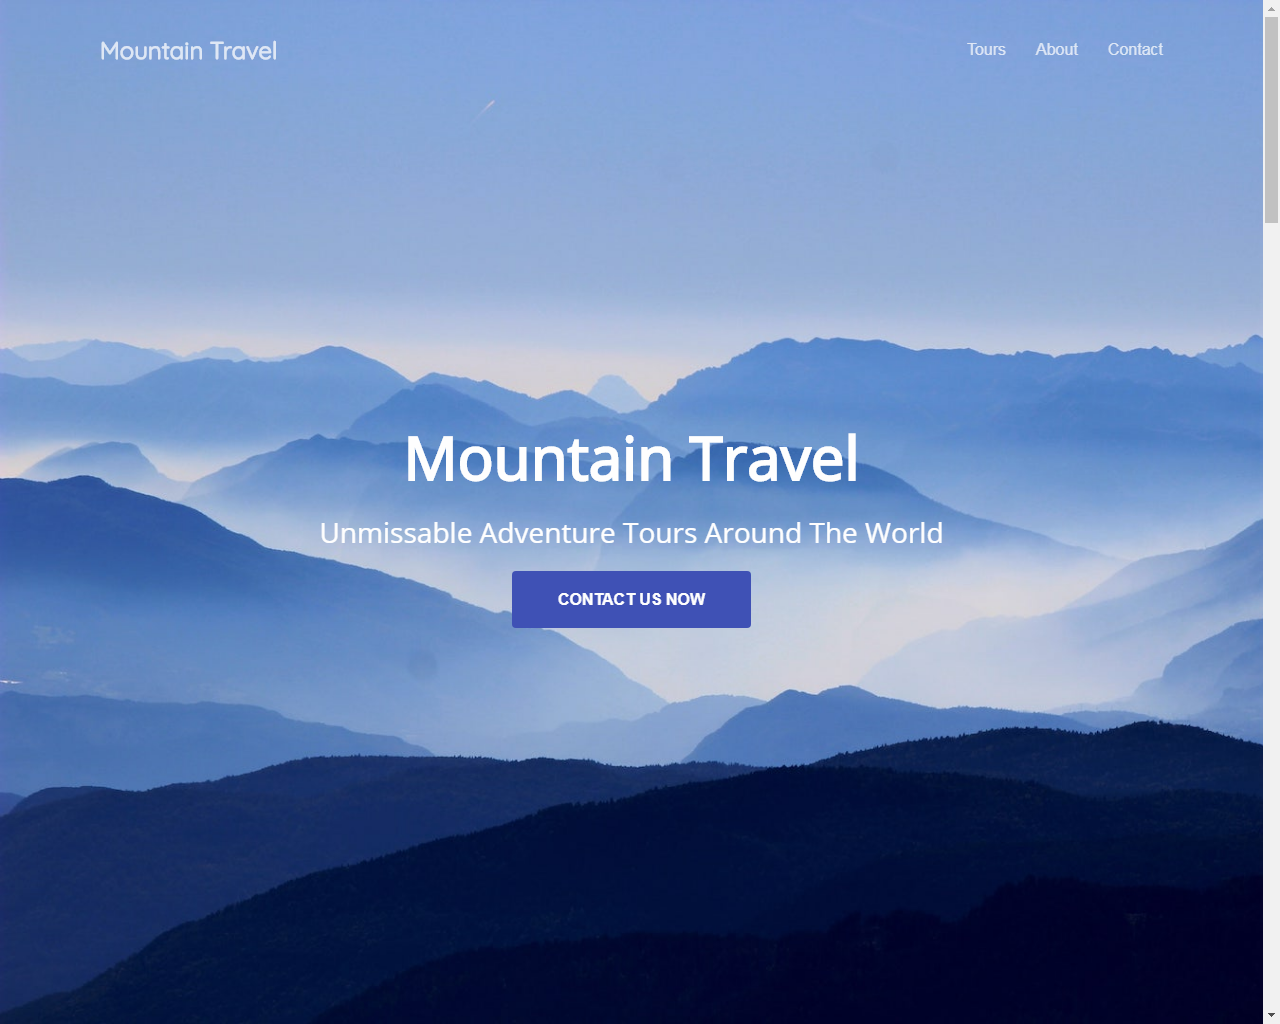 Mountain Travel
Tours About Contact
Mountain Travel
Unmissable Adventure Tours Around The World
CONTACT US NOW